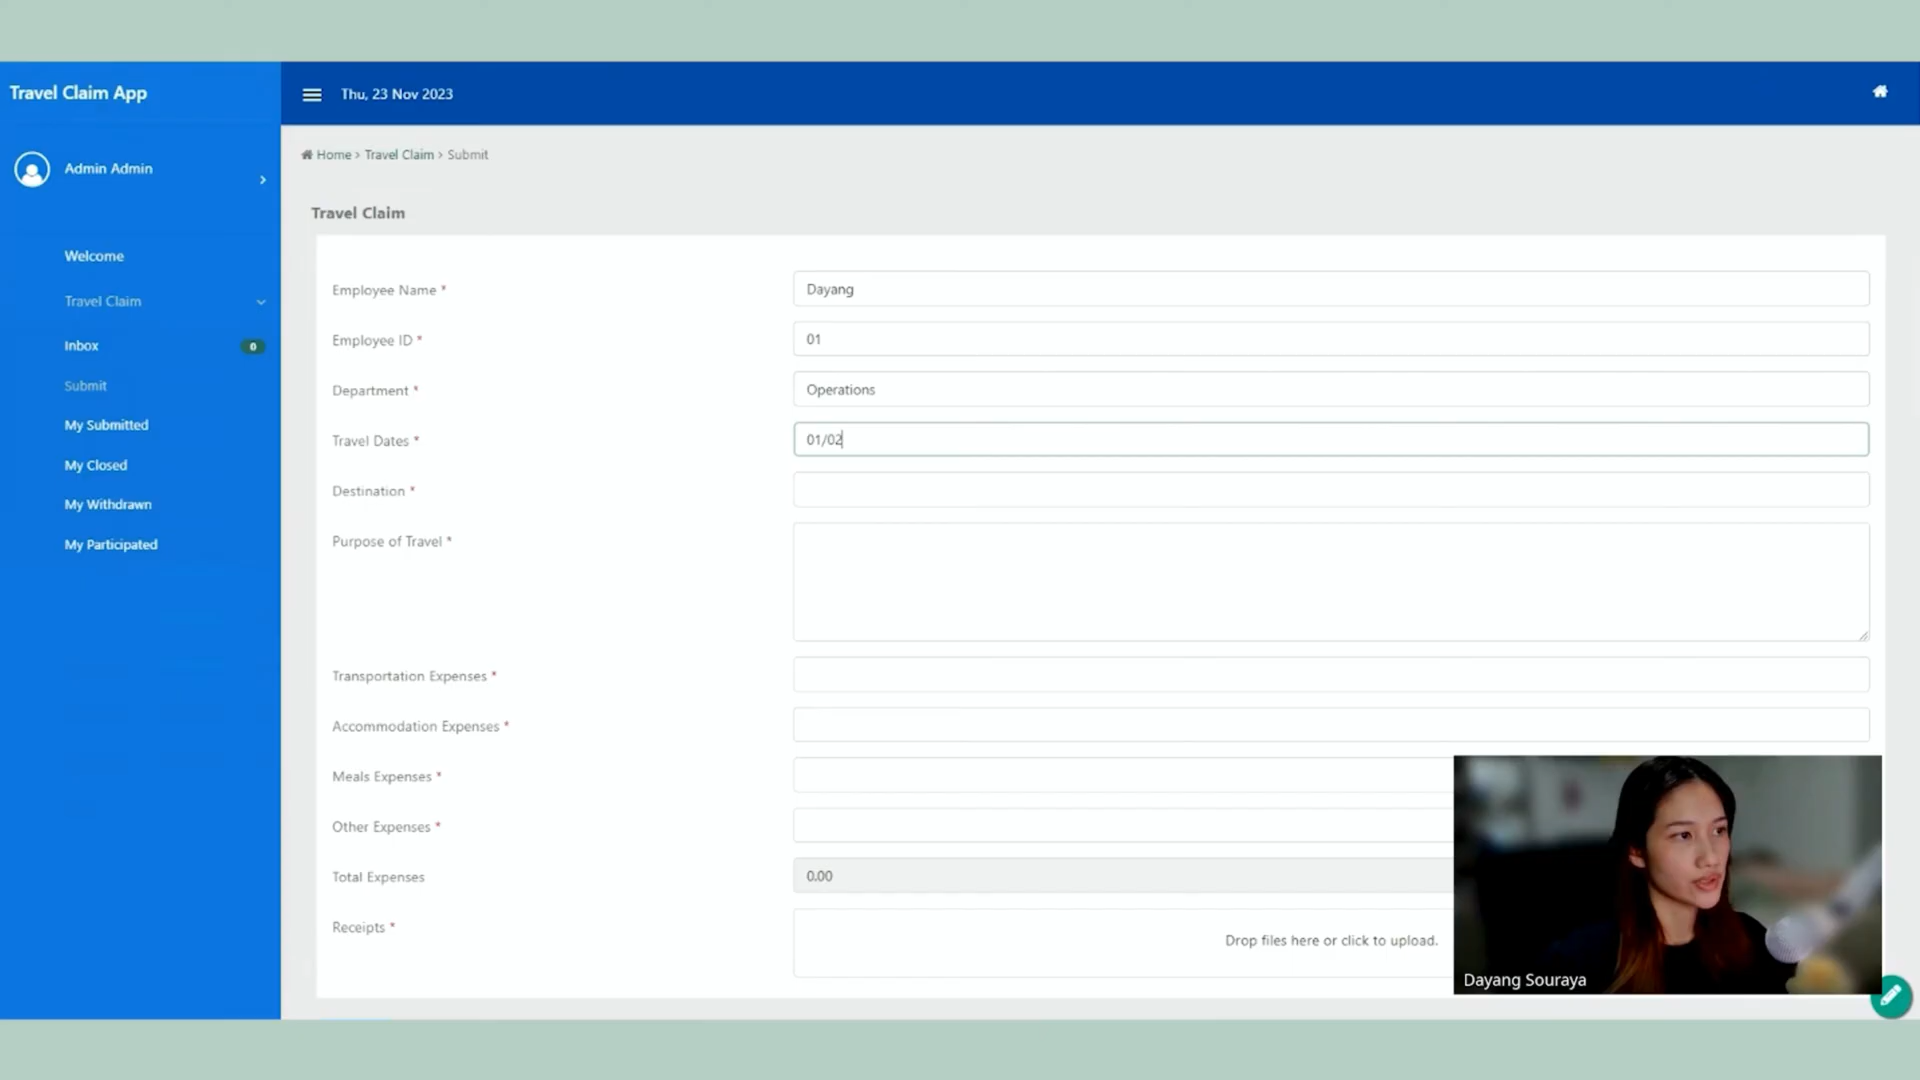 Travel Claim App
Thu, 23 Nov 2023
Admin Admin
Welcome
Travel Claim
Inbox 0
Submit
My Submitted
My Closed
My Withdrawn
My Participated
Home > Travel Claim > Submit
Travel Claim
Employee Name * Dayang
Employee ID * 01
Department * Operations
Travel Dates * 01/02
Destination *
Purpose of Travel *
Transportation Expenses *
Accommodation Expenses *
Meals Expenses *
Other Expenses *
Total Expenses 0.00
Receipts * Drop files here or click to upload.
Dayang Souraya